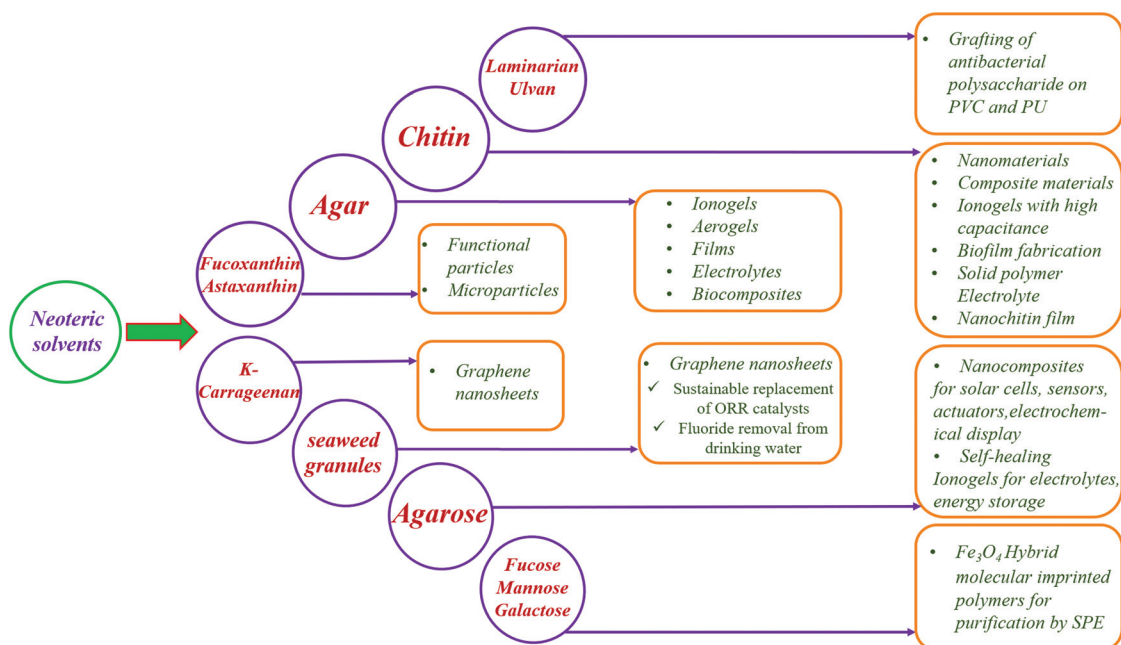 Neoteric
solvents
Laminarian
Ulvan
Chitin
Agar
Fucoxanthin
Astaxanthin
K-
Carrageenan
seaweed
granules
Agarose
Fucose
Mannose
Galactose
• Grafting of
antibacterial
polysaccharide on
PVC and PU
• Nanomaterials
• Composite materials
• Ionogels with high
capacitance
• Biofilm fabrication
• Solid polymer
Electrolyte
• Nanochitin film
• Ionogels
• Aerogels
• Films
• Electrolytes
• Biocomposites
• Functional
particles
• Microparticles
• Graphene
nanosheets
• Graphene nanosheets
✓ Sustainable replacement
of ORR catalysts
✓ Fluoride removal from
drinking water
• Nanocomposites
for solar cells, sensors,
actuators,electrochem-
ical display
• Self-healing
Ionogels for electrolytes,
energy storage
• Fe₃O₄ Hybrid
molecular imprinted
polymers for
purification by SPE